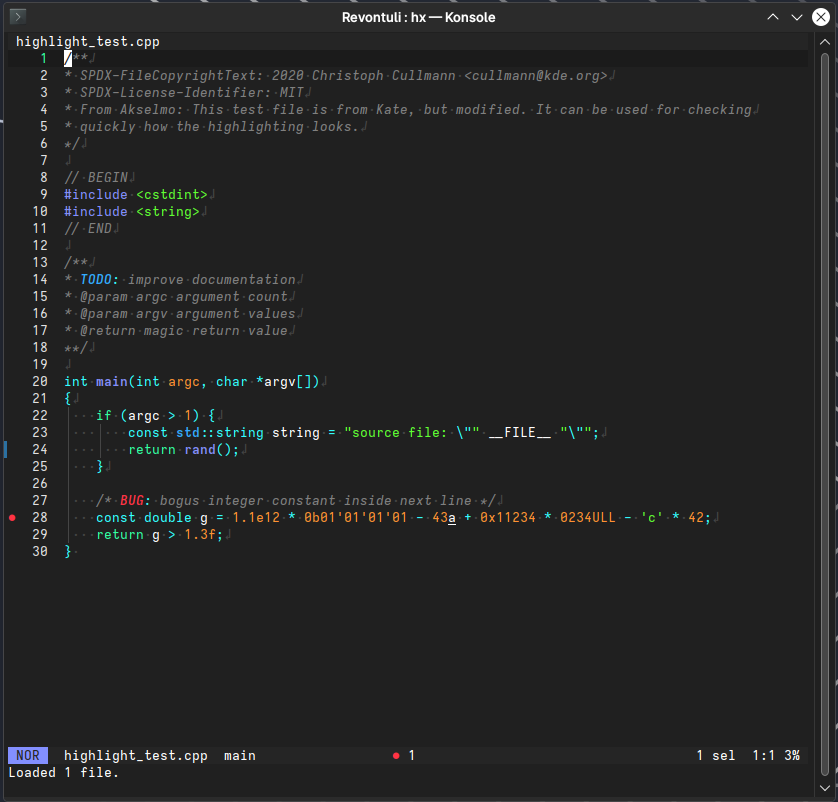 Revontuli : hx — Konsole
highlight_test.cpp
1 /**
2 * SPDX-FileCopyrightText: 2020 Christoph Cullmann <cullmann@kde.org>
3 * SPDX-License-Identifier: MIT
4 * From Akselmo: This test file is from Kate, but modified. It can be used for checking
5 * quickly how the highlighting looks.
6 */
7
8 // BEGIN
9 #include <cstdint>
10 #include <string>
11 // END
12
13 /**
14 * TODO: improve documentation
15 * @param argc argument count
16 * @param argv argument values
17 * @return magic return value
18 **/
19
20 int main(int argc, char *argv[])
21 {
22     if (argc > 1) {
23         const std::string string = "source file: \"" __FILE__ "\"";
24         return rand();
25     }
26
27     /* BUG: bogus integer constant inside next line */
28     const double g = 1.1e12 * 0b01'01'01'01 - 43a + 0x11234 * 0234ULL - 'c' * 42;
29     return g > 1.3f;
30 }
NOR highlight_test.cpp main ● 1 1 sel 1:1 3%
Loaded 1 file.